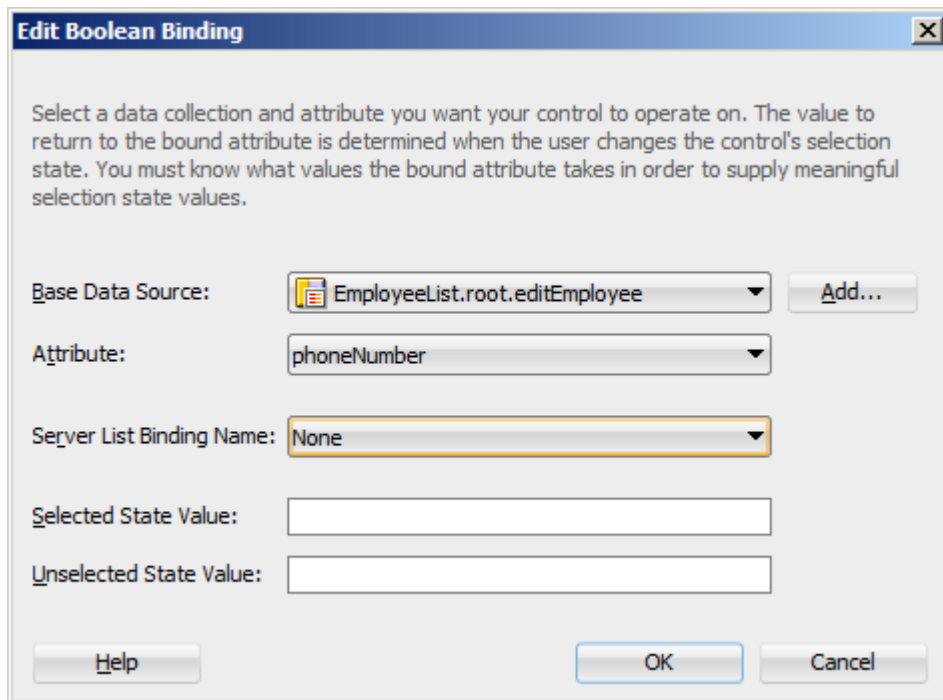 Edit Boolean Binding
Select a data collection and attribute you want your control to operate on. The value to
return to the bound attribute is determined when the user changes the control's selection
state. You must know what values the bound attribute takes in order to supply meaningful
selection state values.
Base Data Source: EmployeeList.root.editEmployee Add...
Attribute: phoneNumber
Server List Binding Name: None
Selected State Value:
Unselected State Value:
Help OK Cancel